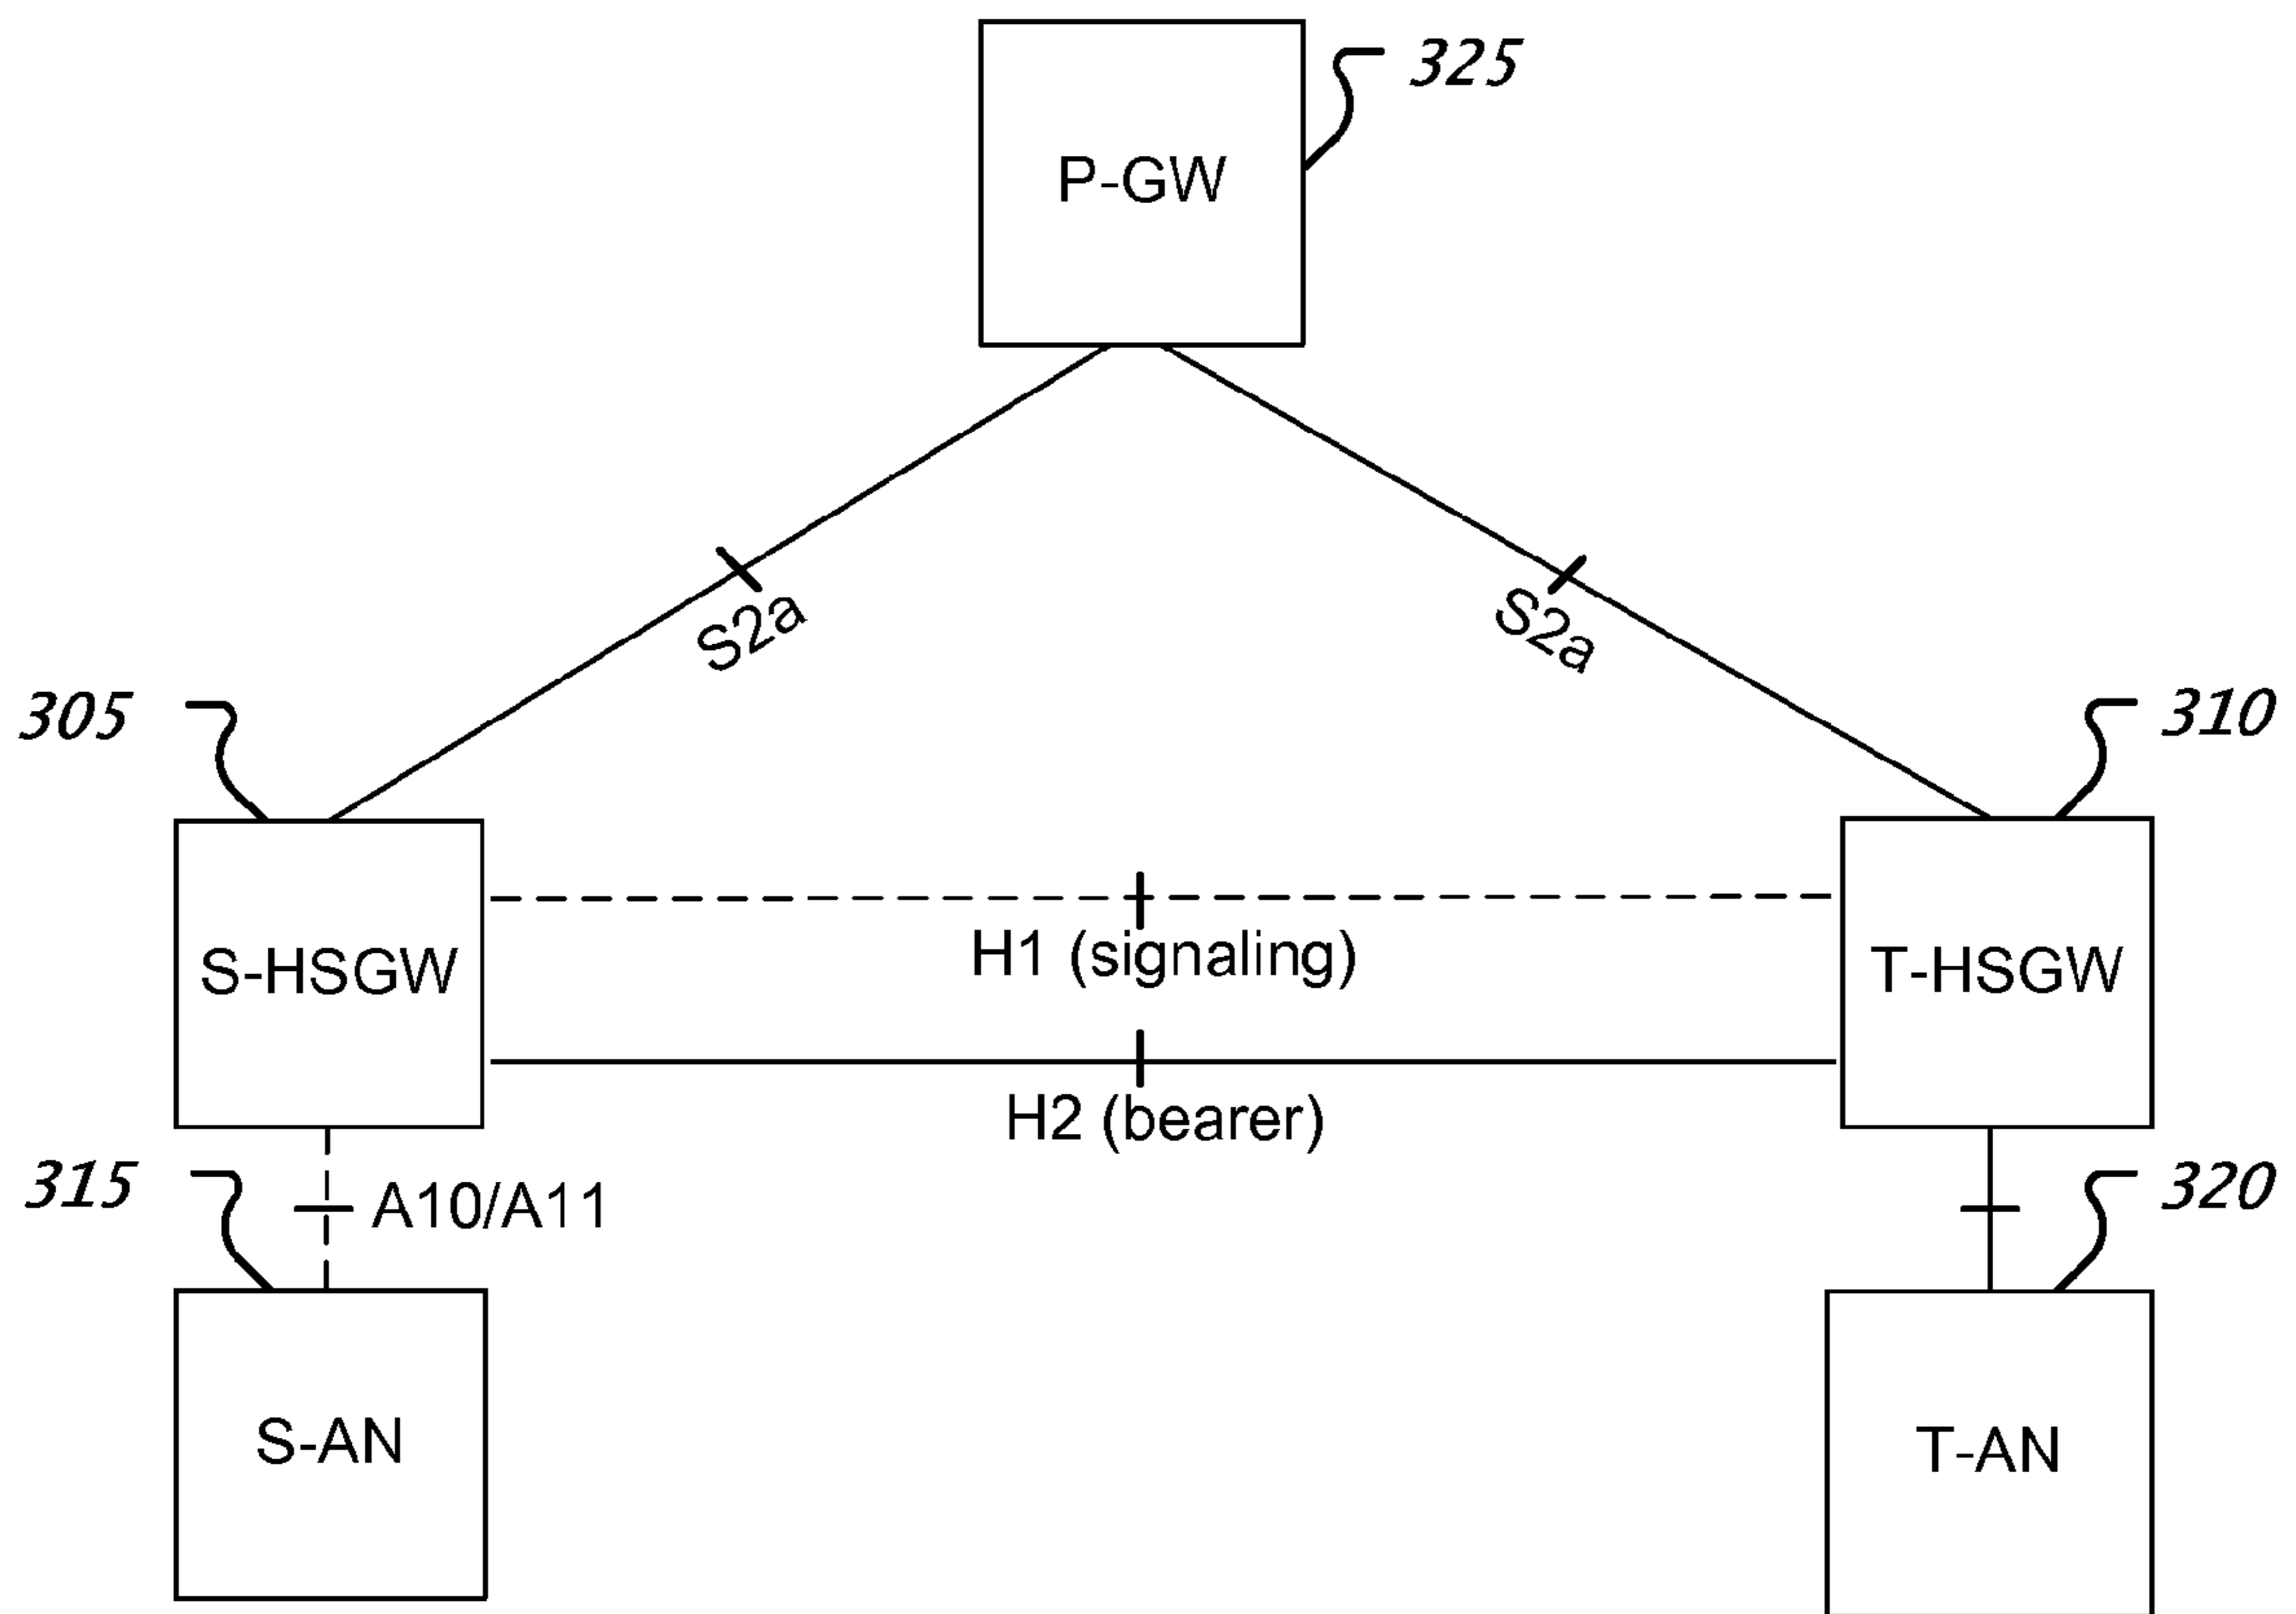 325
P-GW
S2a
S2a
305
310
S-HSGW
H1 (signaling)
T-HSGW
H2 (bearer)
315
A10/A11
320
S-AN
T-AN